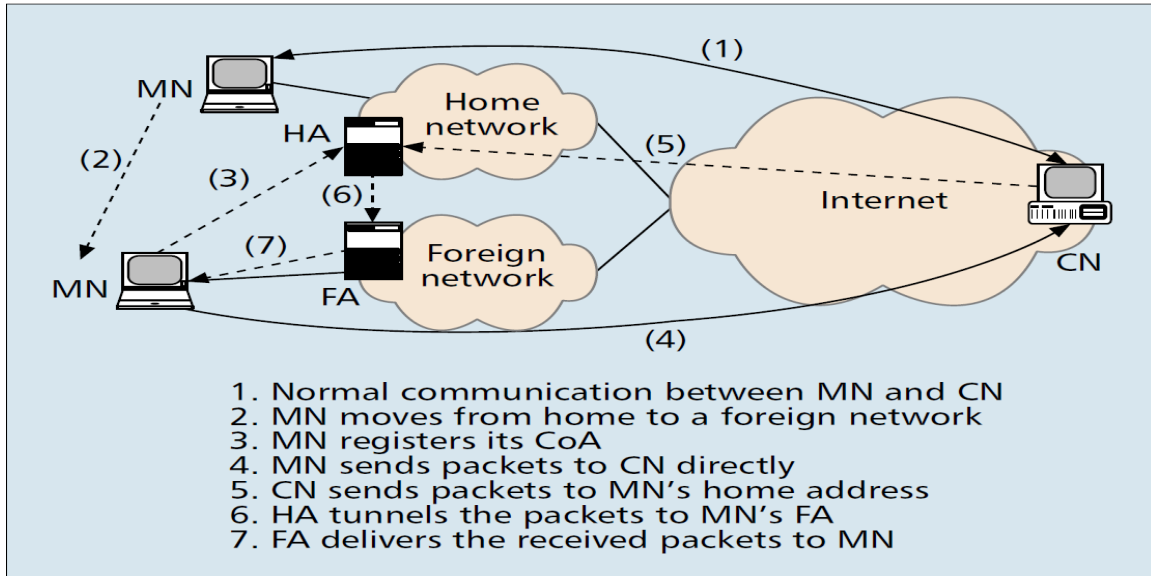 (1)
MN
Home
network
HA
(2)
(3)
(5)
(6)
Internet
(7)
Foreign
network
MN
FA
CN
(4)
1. Normal communication between MN and CN
2. MN moves from home to a foreign network
3. MN registers its CoA
4. MN sends packets to CN directly
5. CN sends packets to MN's home address
6. HA tunnels the packets to MN's FA
7. FA delivers the received packets to MN